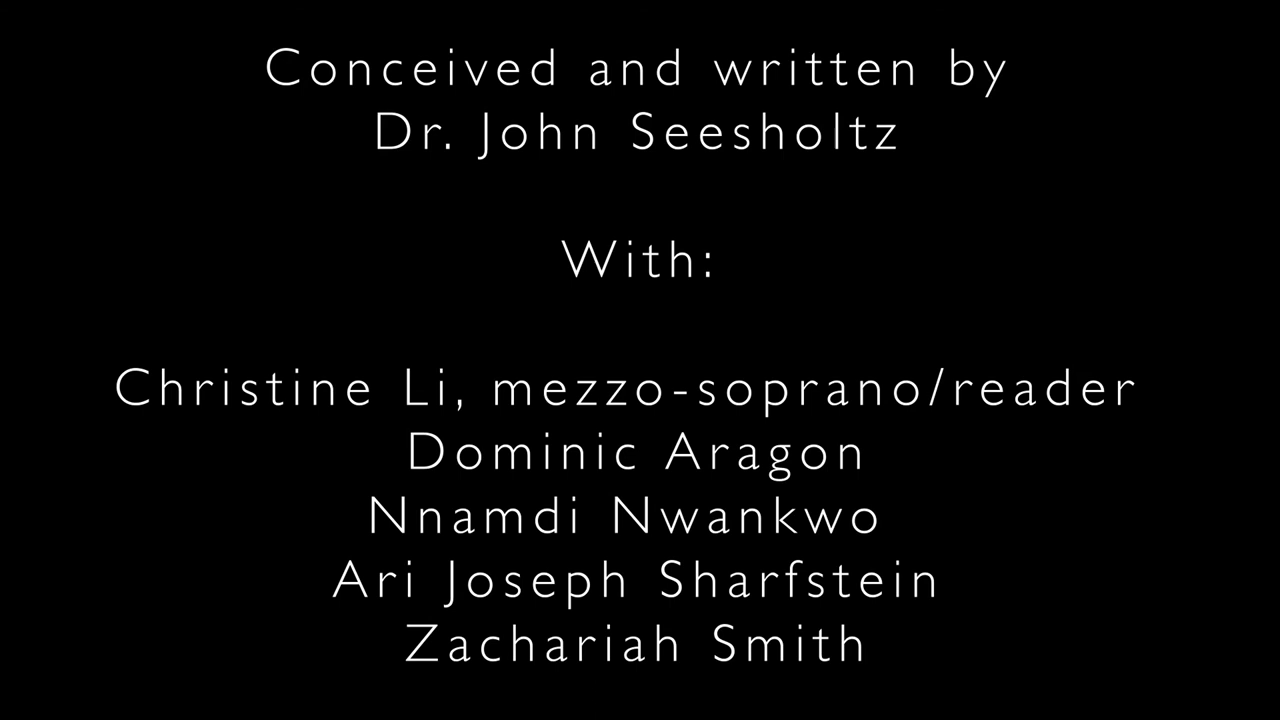 Conceived and written by
Dr. John Seesholtz
With:
Christine Li, mezzo-soprano/reader
Dominic Aragon
Nnamdi Nwankwo
Ari Joseph Sharfstein
Zachariah Smith